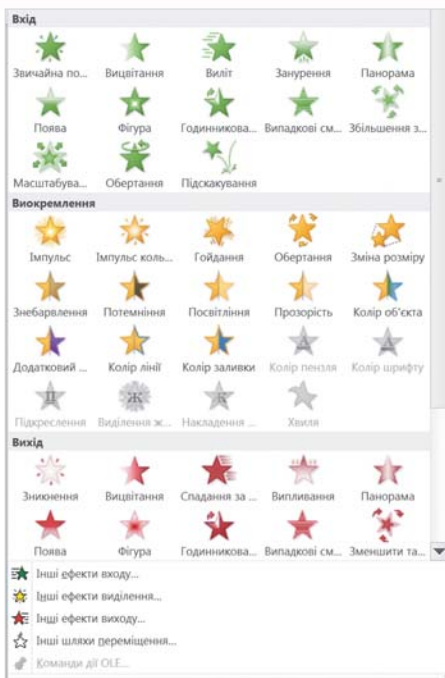 Вхід
Звичайна по... Вицвітання Виліт Занурення Панорама
Поява Фігура Годинникова... Випадкові см... Збільшення з...
Масштабува... Обертання Підскакування
Виокремлення
Імпульс Імпульс коль... Гойдання Обертання Зміна розміру
Знебарвлення Потемніння Посвітління Прозорість Колір об'єкта
Додатковий ... Колір лінії Колір заливки Колір пензля Колір шрифту
Підкреслення Виділення ж... Накладення ... Хвиля
Вихід
Зникнення Вицвітання Спадання за ... Випливання Панорама
Поява Фігура Годинникова... Випадкові см... Зменшити та...
Інші ефекти входу...
Інші ефекти виділення...
Інші ефекти виходу...
Інші шляхи переміщення...
Команди дії OLE...